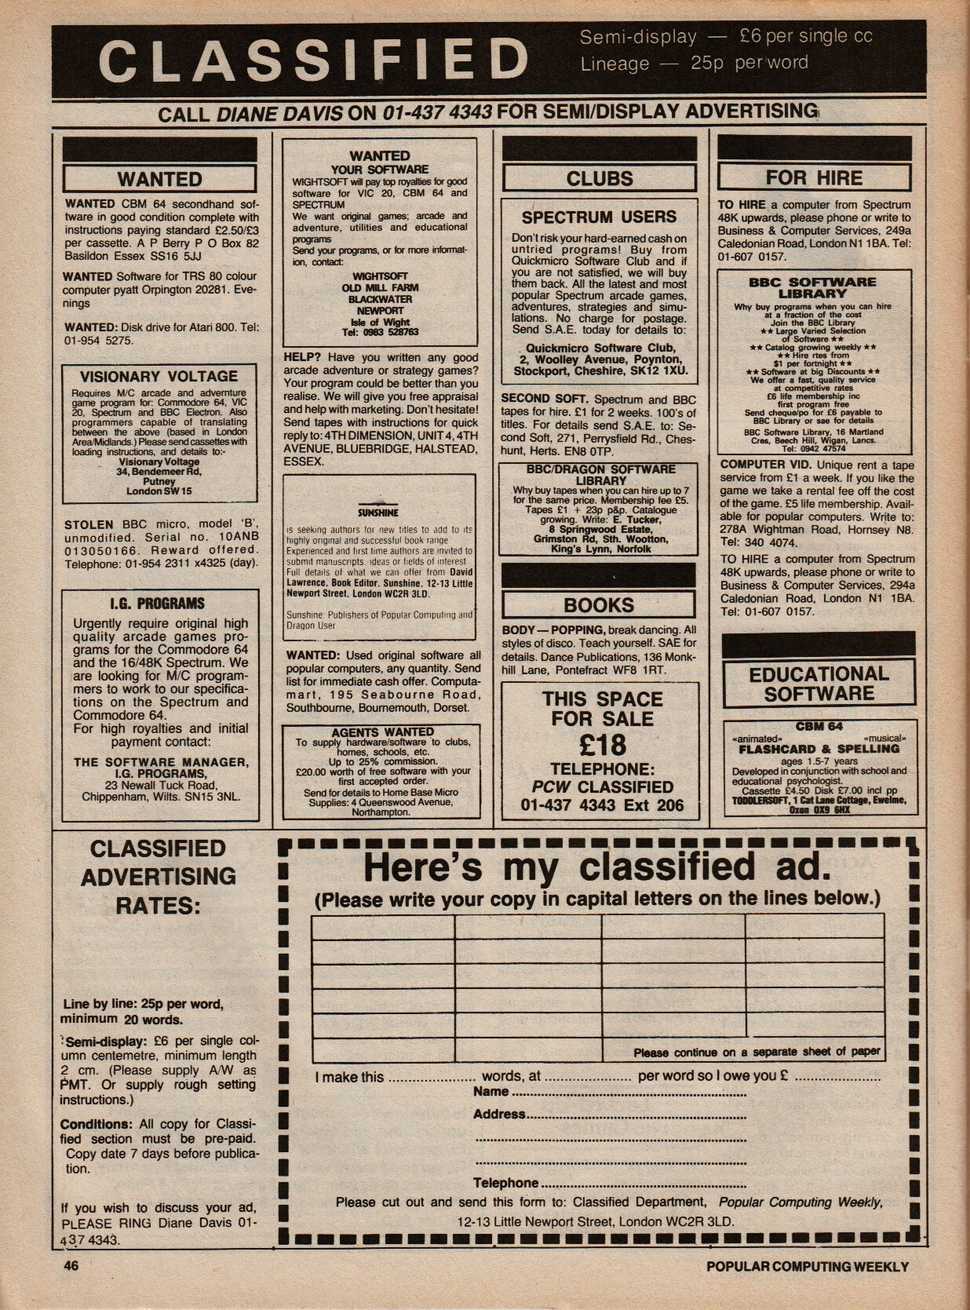 CLASSIFIED
Semi-display — £6 per single cc
Lineage — 25p per word
CALL DIANE DAVIS ON 01-437 4343 FOR SEMI/DISPLAY ADVERTISING
WANTED
WANTED CBM 64 secondhand sof-
tware in good condition complete with
instructions paying standard £2.50/£3
per cassette. A P Berry P O Box 82
Basildon Essex SS16 5JJ
WANTED Software for TRS 80 colour
computer pyatt Orpington 20281. Eve-
nings
WANTED: Disk drive for Atari 800. Tel:
01-954 5275.
VISIONARY VOLTAGE
Requires M/C arcade and advernture
game program for: Commodore 64, VIC
20, Spectrum and BBC Electron. Also
programmers capable of translating
between the above (based in London
Area/Midlands.) Please send cassettes with
loading instructions, and details to:-
Visionary Voltage
34, Bendemeer Rd,
Putney
London SW 15
STOLEN BBC micro, model 'B',
unmodified. Serial no. 10ANB
013050166. Reward offered.
Telephone: 01-954 2311 x4325 (day).
I.G. PROGRAMS
Urgently require original high
quality arcade games pro-
grams for the Commodore 64
and the 16/48K Spectrum. We
are looking for M/C program-
mers to work to our specifica-
tions on the Spectrum and
Commodore 64.
For high royalties and initial
payment contact:
THE SOFTWARE MANAGER,
I.G. PROGRAMS,
23 Newall Tuck Road,
Chippenham, Wilts. SN15 3NL.
WANTED
YOUR SOFTWARE
WIGHTSOFT will pay top royalties for good
software for VIC 20, CBM 64 and
SPECTRUM
We want original games; arcade and
adventure, utilities and educational
programs
Send your programs, or for more informat-
ion, contact:
WIGHTSOFT
OLD MILL FARM
BLACKWATER
NEWPORT
Isle of Wight
Tel: 0983 528763
HELP? Have you written any good
arcade adventure or strategy games?
Your program could be better than you
realise. We will give you free appraisal
and help with marketing. Don't hesitate!
Send tapes with instructions for quick
reply to: 4TH DIMENSION, UNIT 4, 4TH
AVENUE, BLUEBRIDGE, HALSTEAD,
ESSEX.
SUNSHINE
is seeking authors for new titles to add to its
highly original and successful book range
Experienced and first time authors are invited to
submit manuscripts ideas or fields of interest
Full details of what we can offer from David
Lawrence. Book Editor. Sunshine. 12-13 Little
Newport Street. London WC2R 3LD.
Sunshine: Publishers of Popular Computing and
Dragon User
WANTED: Used original software all
popular computers, any quantity. Send
list for immediate cash offer. Computa-
mart, 195 Seabourne Road,
Southbourne, Bournemouth, Dorset.
AGENTS WANTED
To supply hardware/software to clubs,
homes, schools, etc.
Up to 25% commission.
£20.00 worth of free software with your
first accepted order.
Send for details to Home Base Micro
Supplies: 4 Queenswood Avenue,
Northampton.
CLUBS
SPECTRUM USERS
Don't risk your hard-earned cash on
untried programs! Buy from
Quickmicro Software Club and if
you are not satisfied, we will buy
them back. All the latest and most
popular Spectrum arcade games,
adventures, strategies and simu-
lations. No charge for postage.
Send S.A.E. today for details to:
Quickmicro Software Club,
2, Woolley Avenue, Poynton,
Stockport, Cheshire, SK12 1XU.
SECOND SOFT. Spectrum and BBC
tapes for hire. £1 for 2 weeks. 100's of
titles. For details send S.A.E. to: Se-
cond Soft, 271, Perrysfield Rd., Ches-
hunt, Herts. EN8 0TP.
BBC/DRAGON SOFTWARE
LIBRARY
Why buy tapes when you can hire up to 7
for the same price. Membership fee £5.
Tapes £1 + 23p p&p. Catalogue
growing. Write: E. Tucker,
8 Springwood Estate,
Grimston Rd, Sth. Wootton,
King's Lynn, Norfolk
BOOKS
BODY — POPPING, break dancing. All
styles of disco. Teach yourself. SAE for
details. Dance Publications, 136 Monk-
hill Lane, Pontefract WF8 1RT.
THIS SPACE
FOR SALE
£18
TELEPHONE:
PCW CLASSIFIED
01-437 4343 Ext 206
FOR HIRE
TO HIRE a computer from Spectrum
48K upwards, please phone or write to
Business & Computer Services, 249a
Caledonian Road, London N1 1BA. Tel:
01-607 0157.
BBC SOFTWARE
LIBRARY
Why buy programs when you can hire
at a fraction of the cost
Join the BBC Library
★★ Large Varied Selection
of Software ★★
★★ Catalog growing weekly ★★
★★ Hire rtes from
$1 per fortnight ★★
★★ Software at big Discounts ★★
We offer a fast, quality service
at competitive rates
£6 life membership inc
first program free
Send cheque/po for £6 payable to
BBC Library or sae for details
BBC Software Library, 16 Martland
Cres, Beech Hill, Wigan, Lancs.
Tel: 0942 47574
COMPUTER VID. Unique rent a tape
service from £1 a week. If you like the
game we take a rental fee off the cost
of the game. £5 life membership. Avail-
able for popular computers. Write to:
278A Wightman Road, Hornsey N8.
Tel: 340 4074.
TO HIRE a computer from Spectrum
48K upwards, please phone or write to
Business & Computer Services, 294a
Caledonian Road, London N1 1BA.
Tel: 01-607 0157.
EDUCATIONAL
SOFTWARE
CBM 64
«animated» «musical»
FLASHCARD & SPELLING
ages 1.5-7 years
Developed in conjunction with school and
educational psychologist.
Cassette £4.50 Disk £7.00 incl pp
TODDLERSOFT, 1 Cat Lane Cottage, Ewelme,
Oxon OX9 6HX
CLASSIFIED
ADVERTISING
RATES:
Line by line: 25p per word,
minimum 20 words.
Semi-display: £6 per single col-
umn centemetre, minimum length
2 cm. (Please supply A/W as
PMT. Or supply rough setting
instructions.)
Conditions: All copy for Classi-
fied section must be pre-paid.
Copy date 7 days before publica-
tion.
If you wish to discuss your ad,
PLEASE RING Diane Davis 01-
437 4343.
Here's my classified ad.
(Please write your copy in capital letters on the lines below.)
Please continue on a separate sheet of paper
I make this ...................... words, at ...................... per word so I owe you £ ......................
Name ......................
Address......................
Telephone ......................
Please cut out and send this form to: Classified Department, Popular Computing Weekly,
12-13 Little Newport Street, London WC2R 3LD.
46
POPULAR COMPUTING WEEKLY